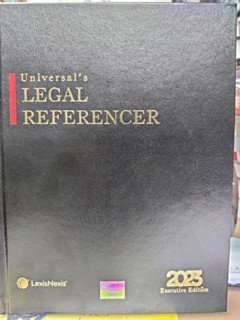 Universal's
LEGAL
REFERENCER
LexisNexis®
2023
Executive Edition